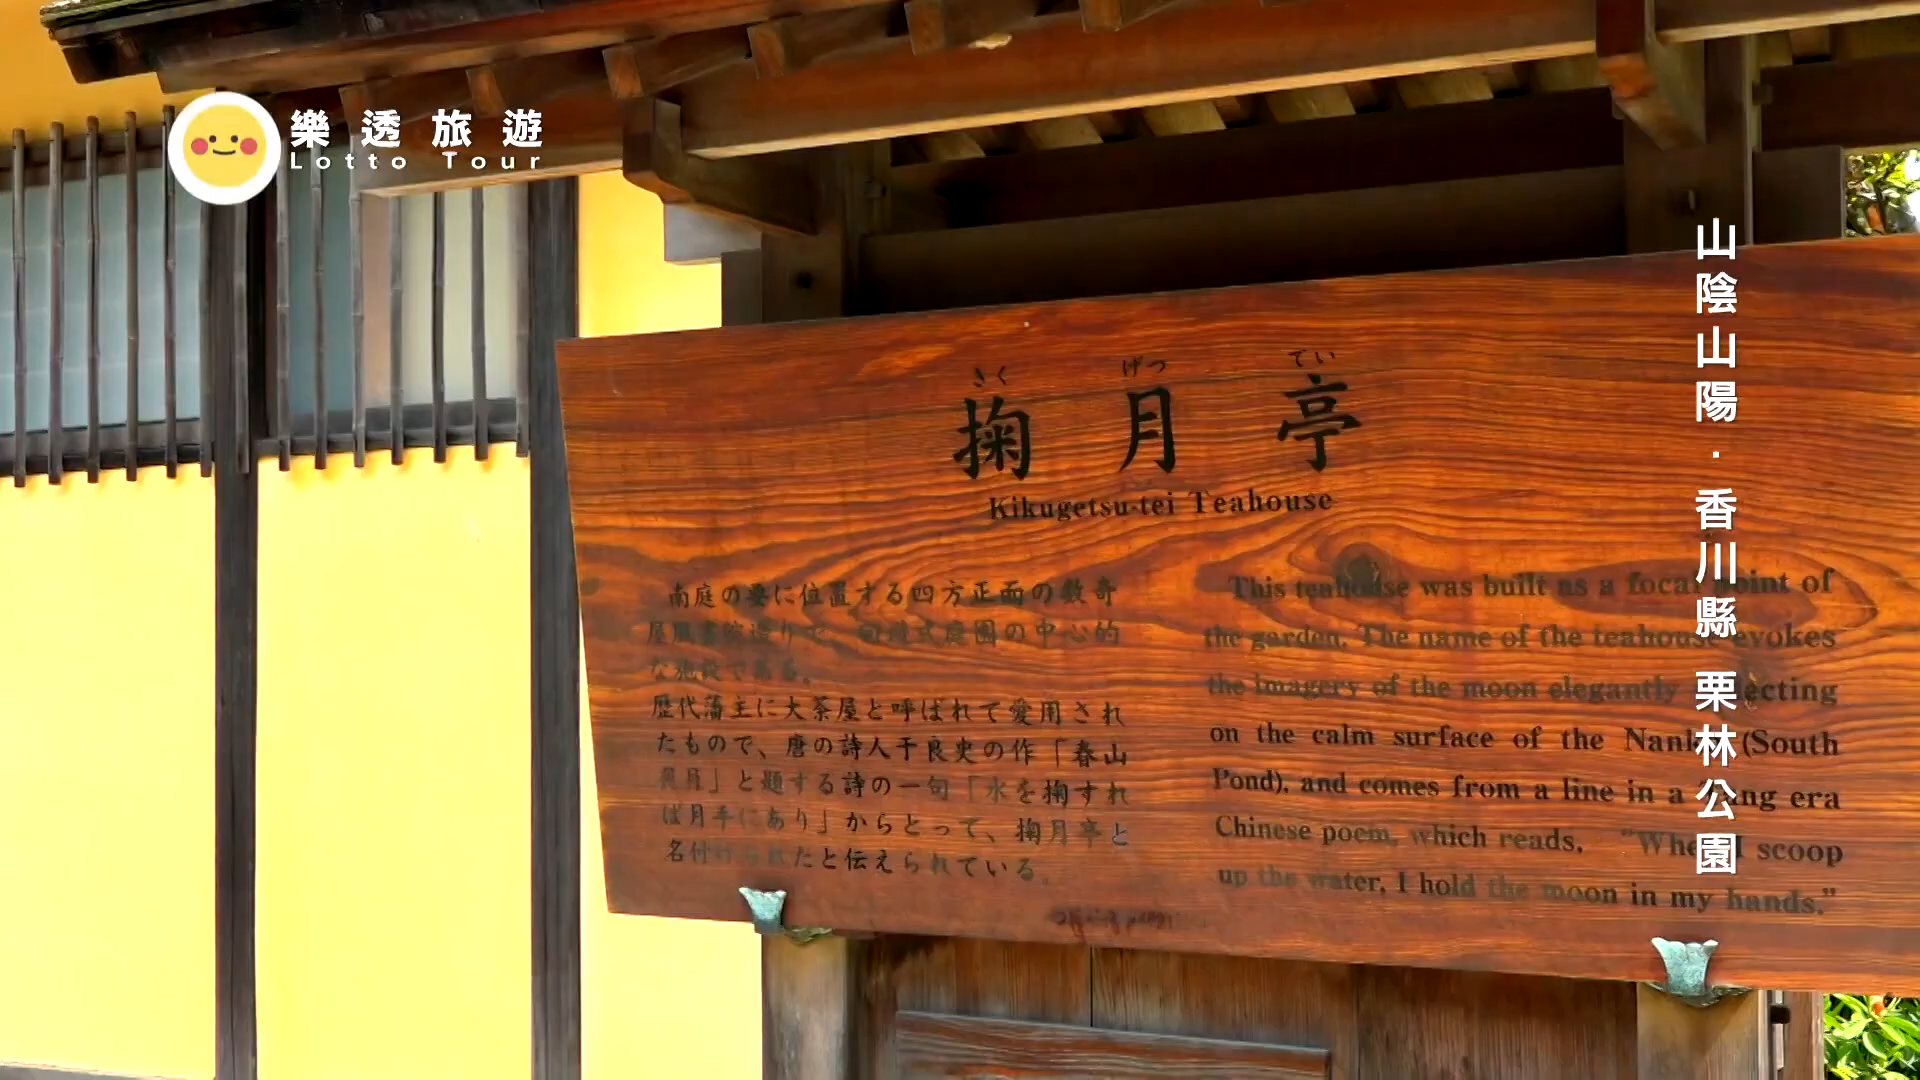 樂透旅遊
Lotto Tour
山陰山陽·香川縣 栗林公園
きく げつ てい
掬月亭
Kikugetsu-tei Teahouse
南庭の要に位置する四方正面の数奇
屋風書院造りで、回遊式庭園の中心的
な施設である。
歴代藩主に大茶屋と呼ばれて愛用され
たもので、唐の詩人于良史の作「春山
夜月」と題する詩の一句「水を掬すれ
ば月手にあり」からとって、掬月亭と
名付けられたと伝えられている。
This teahouse was built as a focal point of
the garden. The name of the teahouse evokes
the imagery of the moon elegantly ecting
on the calm surface of the Nan (South
Pond), and comes from a line in a Tang era
Chinese poem, which reads, "When I scoop
up the water, I hold the moon in my hands."